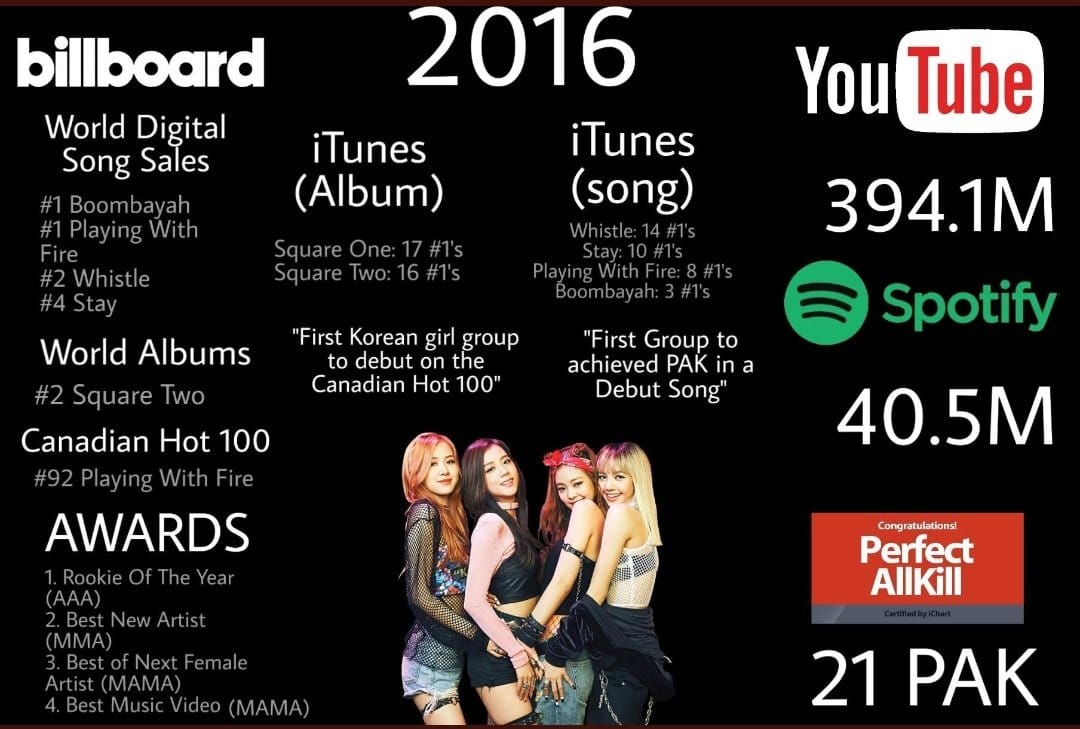 billboard
World Digital
Song Sales
#1 Boombayah
#1 Playing With
Fire
#2 Whistle
#4 Stay
World Albums
#2 Square Two
Canadian Hot 100
#92 Playing With Fire
AWARDS
1. Rookie Of The Year
(AAA)
2. Best New Artist
(MMA)
3. Best of Next Female
Artist (MAMA)
4. Best Music Video (MAMA)
2016
iTunes
(Album)
Square One: 17 #1's
Square Two: 16 #1's
"First Korean girl group
to debut on the
Canadian Hot 100"
iTunes
(song)
Whistle: 14 #1's
Stay: 10 #1's
Playing With Fire: 8 #1's
Boombayah: 3 #1's
"First Group to
achieved PAK in a
Debut Song"
YouTube
394.1M
Spotify
40.5M
Congratulations!
Perfect
AllKill
Certified by iChart
21 PAK